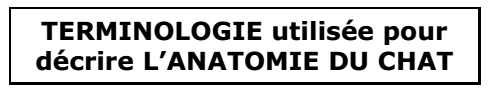 TERMINOLOGIE utilisée pour
décrire L’ANATOMIE DU CHAT